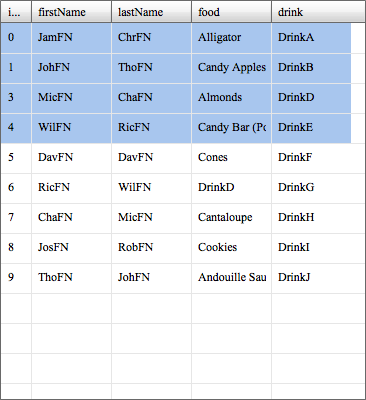 i... firstName lastName food drink
0 JamFN ChrFN Alligator DrinkA
1 JohFN ThoFN Candy Apples DrinkB
3 MicFN ChaFN Almonds DrinkD
4 WilFN RicFN Candy Bar (Po DrinkE
5 DavFN DavFN Cones DrinkF
6 RicFN WilFN DrinkD DrinkG
7 ChaFN MicFN Cantaloupe DrinkH
8 JosFN RobFN Cookies DrinkI
9 ThoFN JohFN Andouille Sau DrinkJ